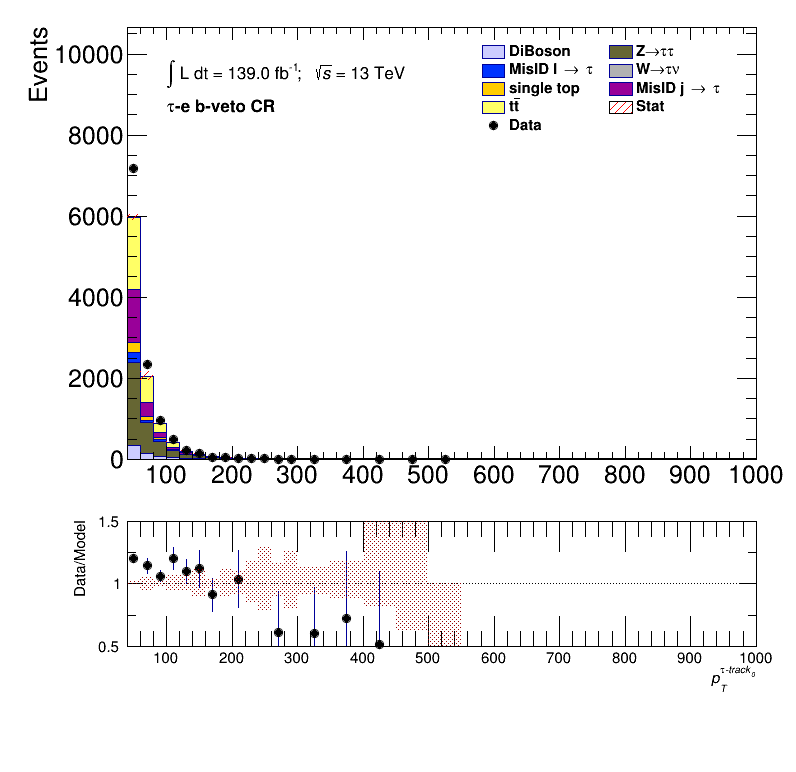 Events
10000
8000
6000
4000
2000
0
∫ L dt = 139.0 fb⁻¹; √s = 13 TeV
τ-e b-veto CR
DiBoson
MisID l → τ
single top
tt̄
Data
Z→ττ
W→τν
MisID j → τ
Stat
100 200 300 400 500 600 700 800 900 1000
Data/Model
1.5
1
0.5
100 200 300 400 500 600 700 800 900 1000
p_T^{τ-track₀}